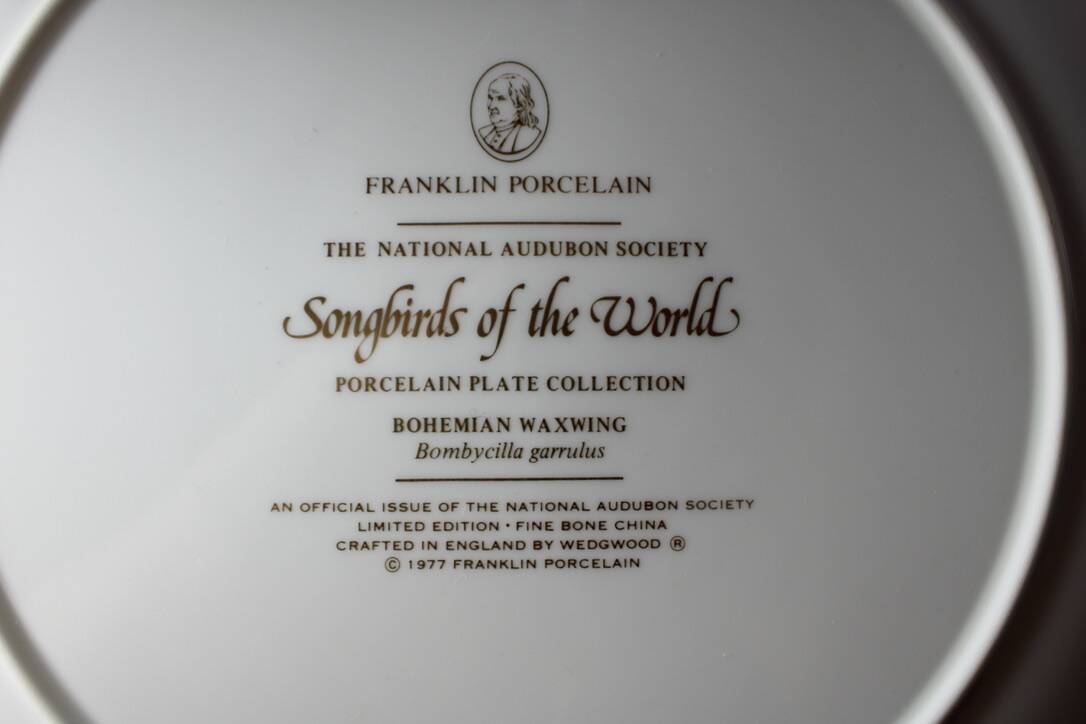 FRANKLIN PORCELAIN
THE NATIONAL AUDUBON SOCIETY
Songbirds of the World
PORCELAIN PLATE COLLECTION
BOHEMIAN WAXWING
Bombycilla garrulus
AN OFFICIAL ISSUE OF THE NATIONAL AUDUBON SOCIETY
LIMITED EDITION · FINE BONE CHINA
CRAFTED IN ENGLAND BY WEDGWOOD ®
© 1977 FRANKLIN PORCELAIN